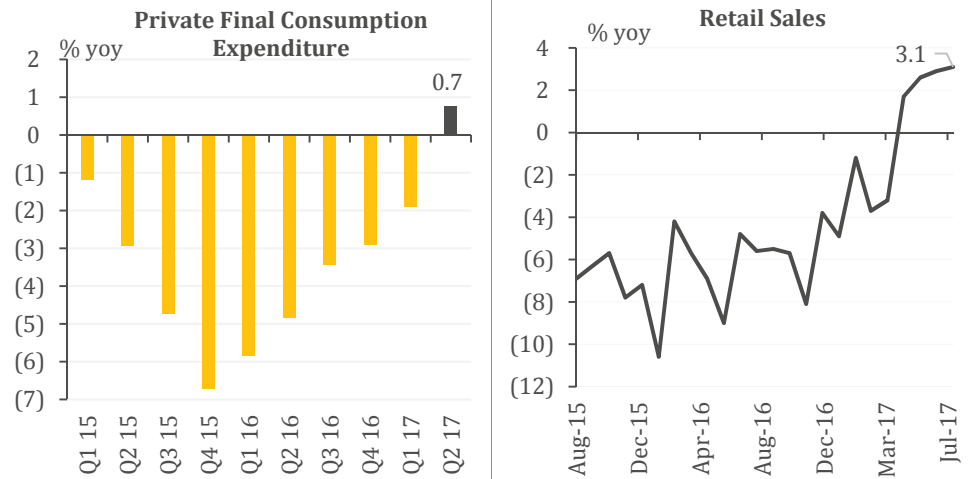 Private Final Consumption
Expenditure
% yoy
2
1
0
(1)
(2)
(3)
(4)
(5)
(6)
(7)
0.7
Q1 15
Q2 15
Q3 15
Q4 15
Q1 16
Q2 16
Q3 16
Q4 16
Q1 17
Q2 17
Retail Sales
% yoy
4
2
0
(2)
(4)
(6)
(8)
(10)
(12)
3.1
Aug-15
Dec-15
Apr-16
Aug-16
Dec-16
Mar-17
Jul-17